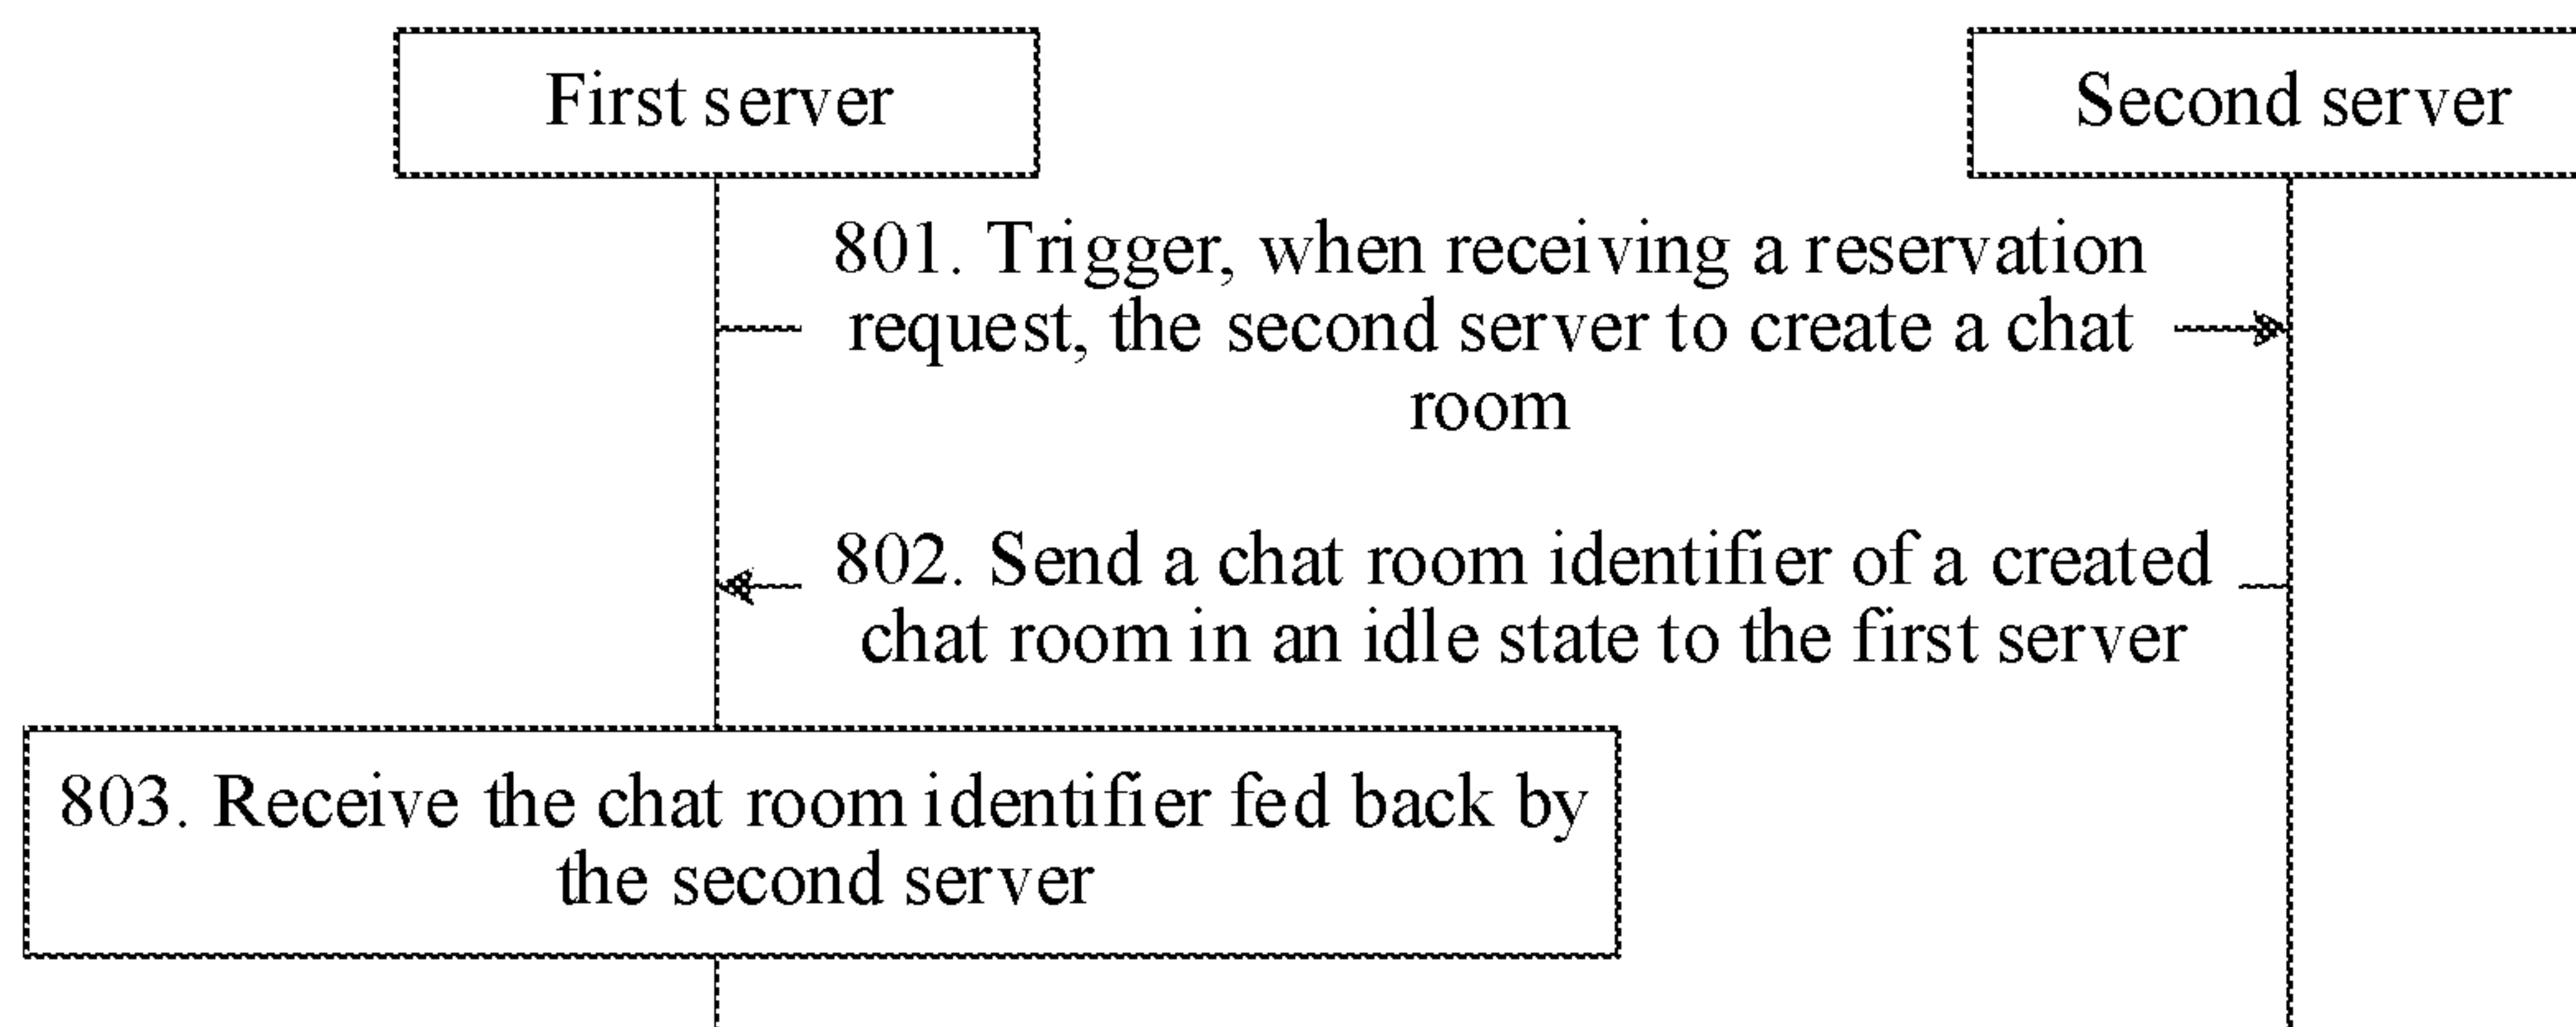 First server
Second server
801. Trigger, when receiving a reservation
request, the second server to create a chat
room
802. Send a chat room identifier of a created
chat room in an idle state to the first server
803. Receive the chat room identifier fed back by
the second server